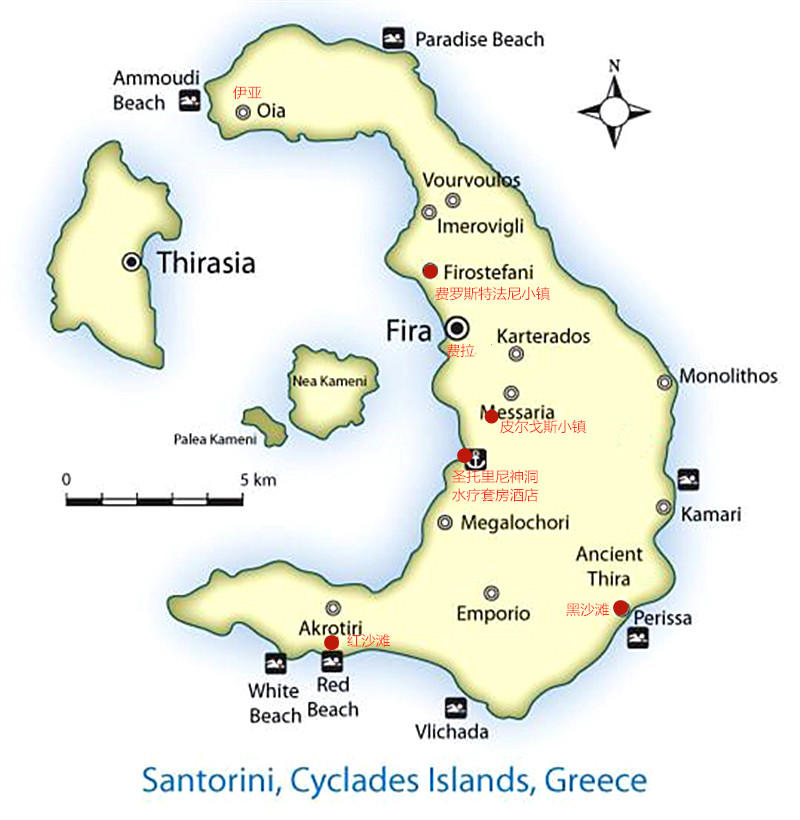 Paradise Beach
N
Ammoudi
Beach
伊亚
Oia
Vourvoulos
Imerovigli
Thirasia
Firostefani
费罗斯特法尼小镇
Fira
费拉
Karterados
Nea Kameni
Monolithos
Messaria
皮尔戈斯小镇
Palea Kameni
圣托里尼神洞
水疗套房酒店
0 5 km
Kamari
Megalochori
Ancient
Thira
黑沙滩
Perissa
Emporio
Akrotiri
红沙滩
White
Beach
Red
Beach
Vlichada
Santorini, Cyclades Islands, Greece